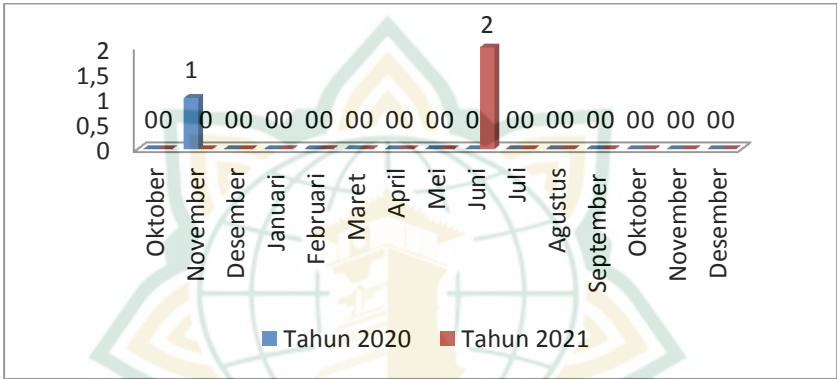 2
2
1,5
1
1
0,5
00 0 00 00 00 00 00 00 00 0 00 00 00 00 00 00
0
Oktober
November
Desember
Januari
Februari
Maret
April
Mei
Juni
Juli
Agustus
September
Oktober
November
Desember
Tahun 2020 Tahun 2021